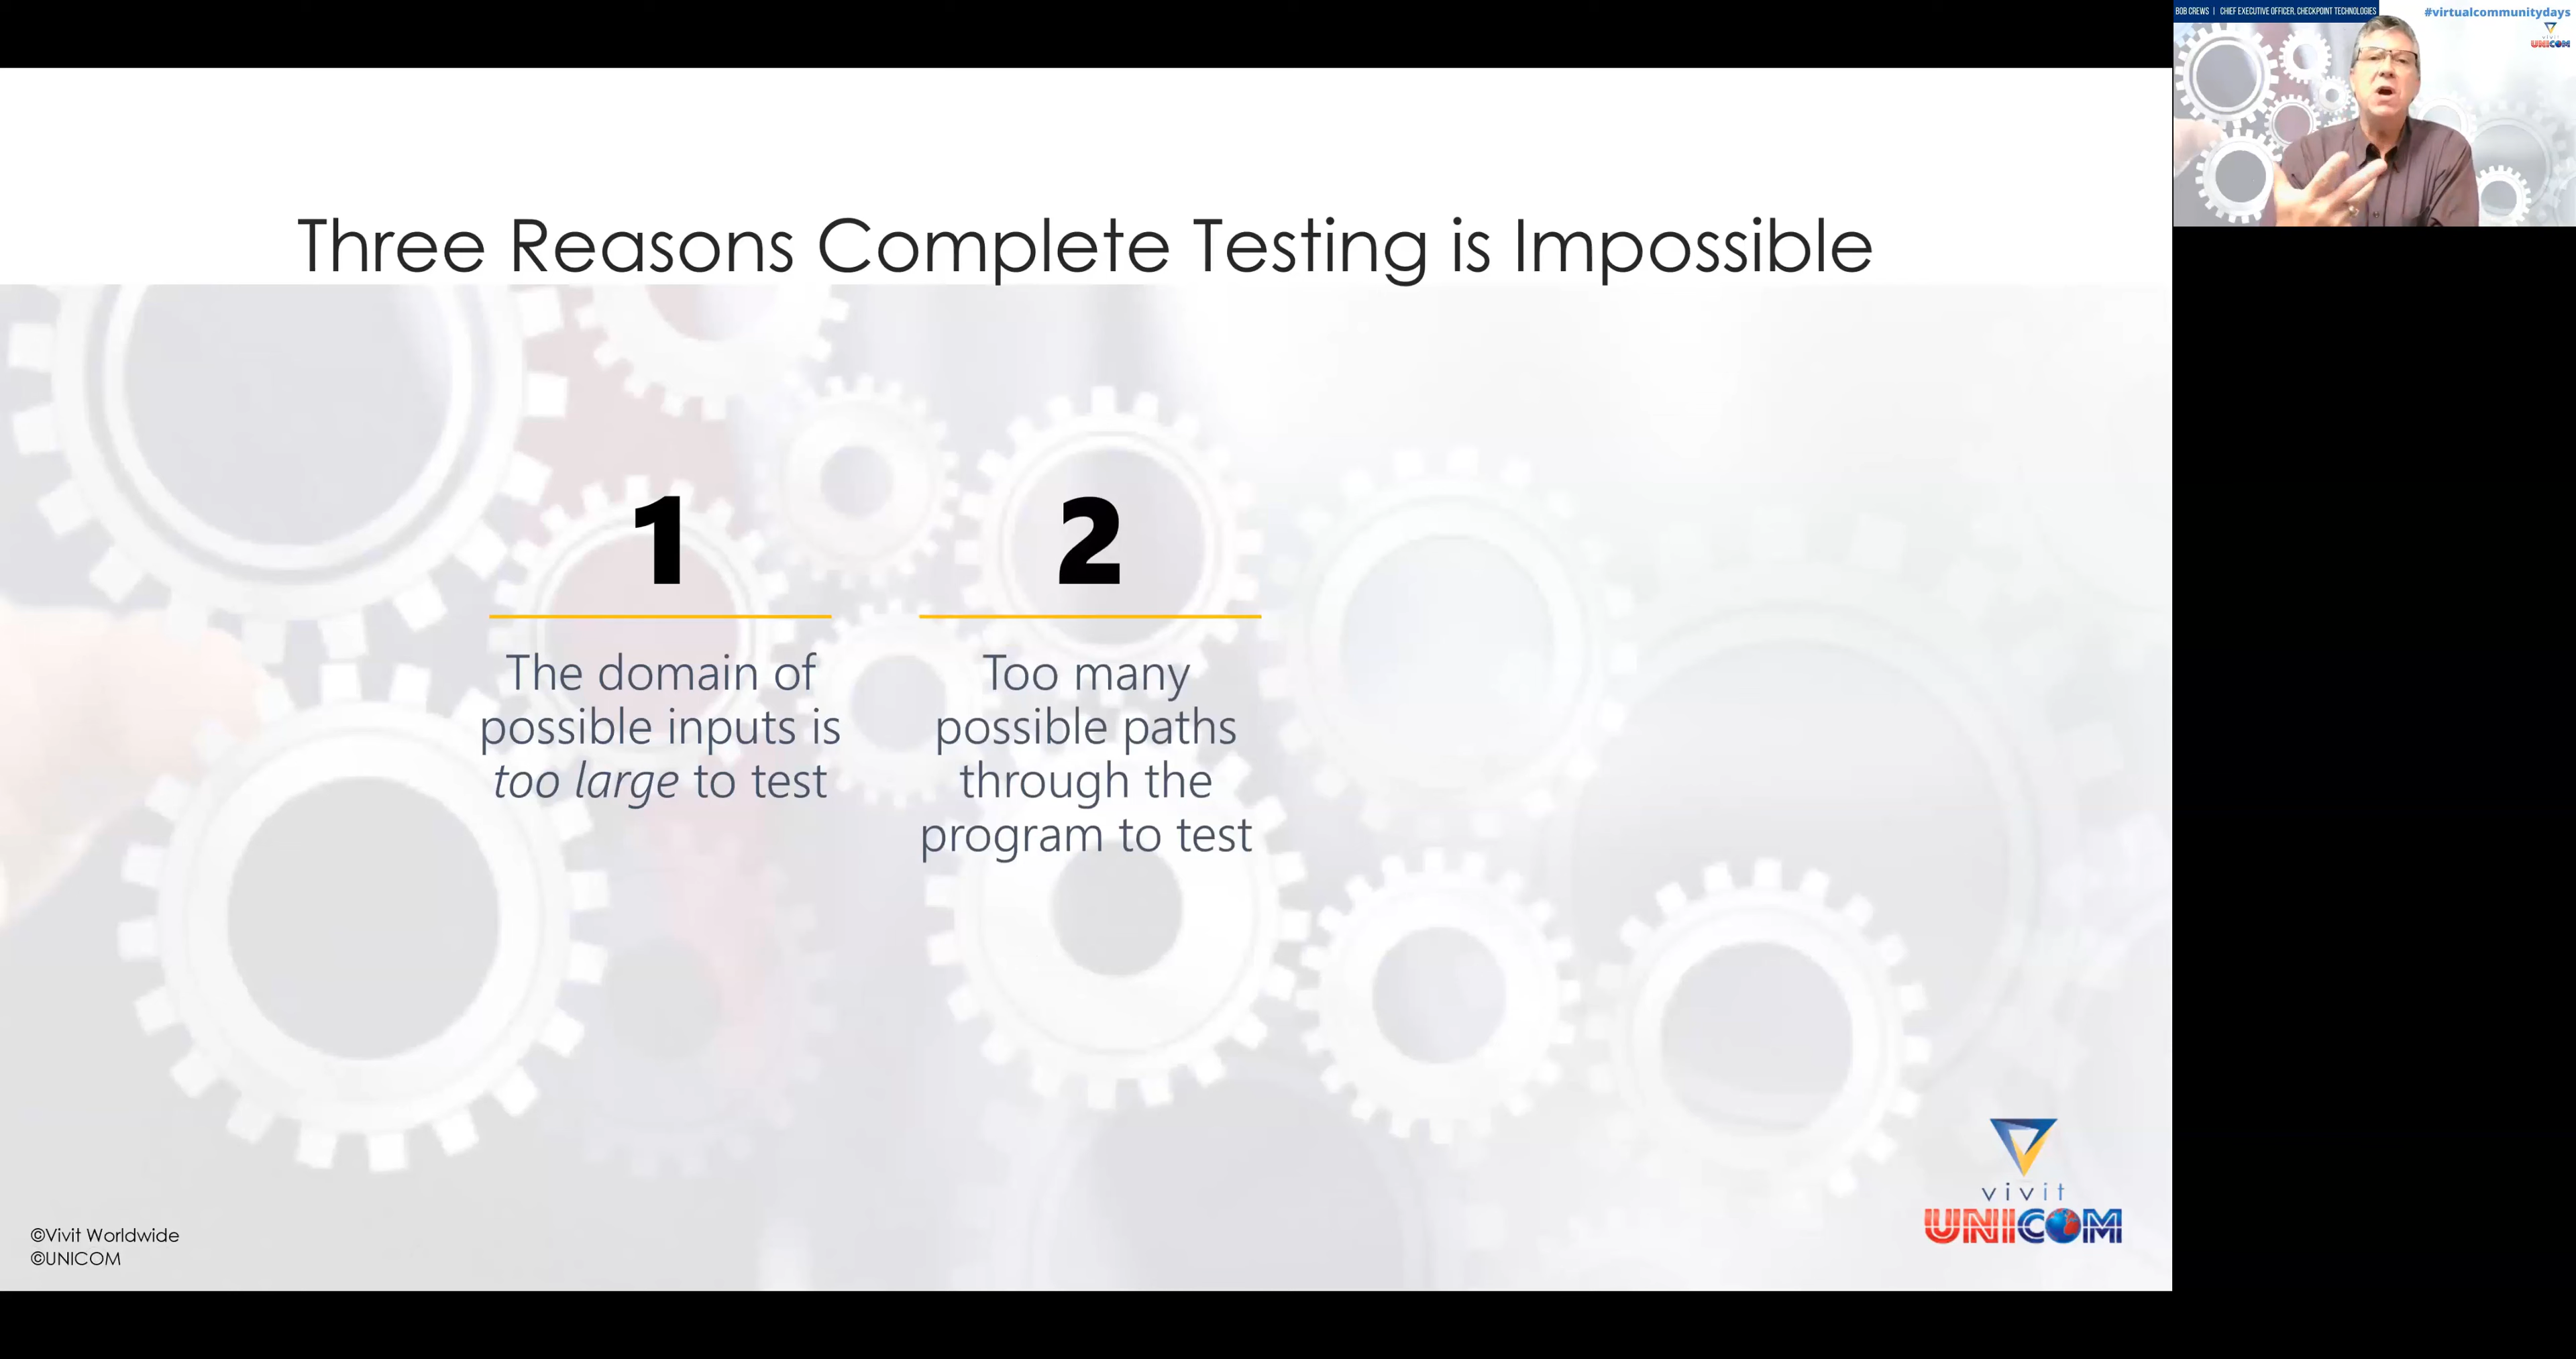 BOB CREWS | CHIEF EXECUTIVE OFFICER, CHECKPOINT TECHNOLOGIES
#virtualcommunitydays
vivit
UNICOM
Three Reasons Complete Testing is Impossible
1
The domain of
possible inputs is
too large to test
2
Too many
possible paths
through the
program to test
©Vivit Worldwide
©UNICOM
vivit
UNICOM